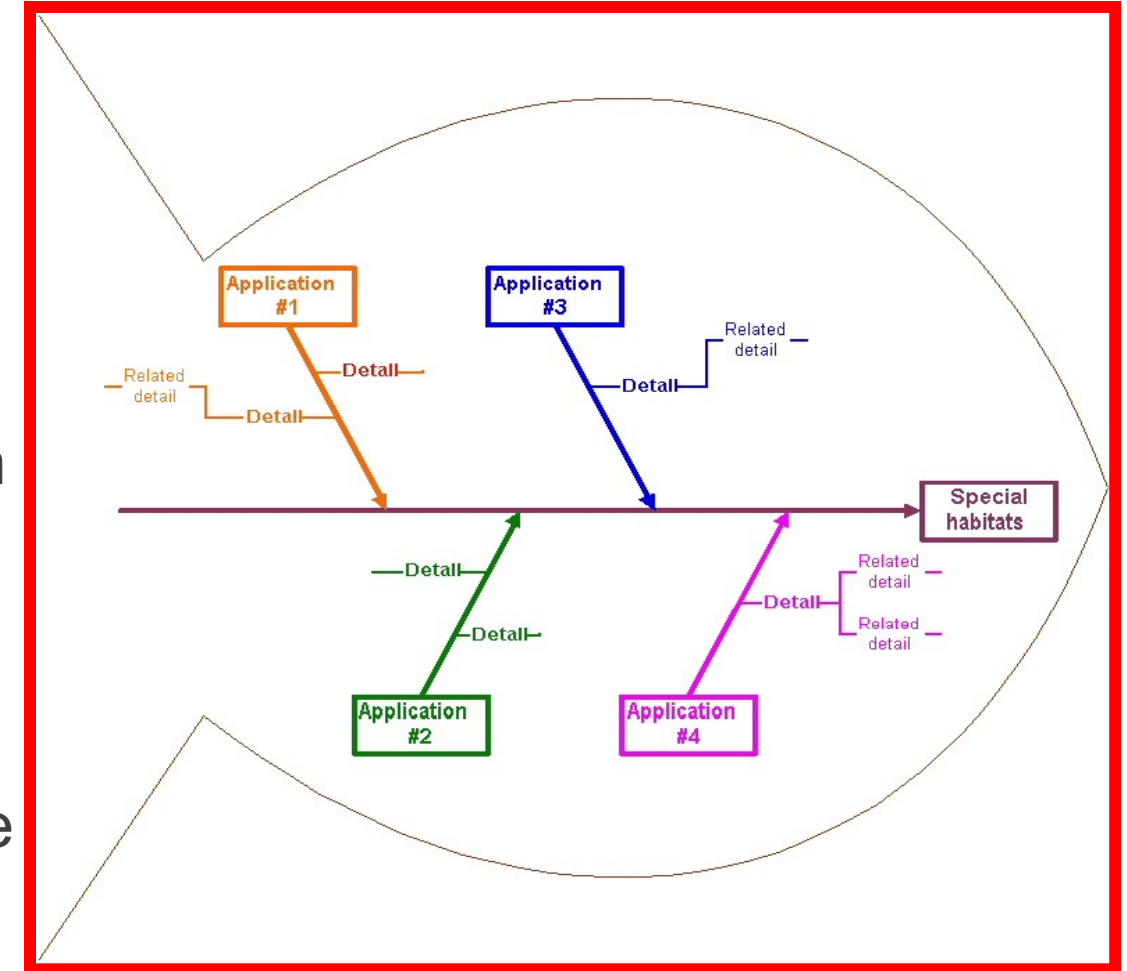 Application
#1
Application
#3
Related
detail
Detail
Related
detail
Detail
Detail
Special
habitats
Detail
Related
detail
Detail
Related
detail
Detail
Application
#2
Application
#4